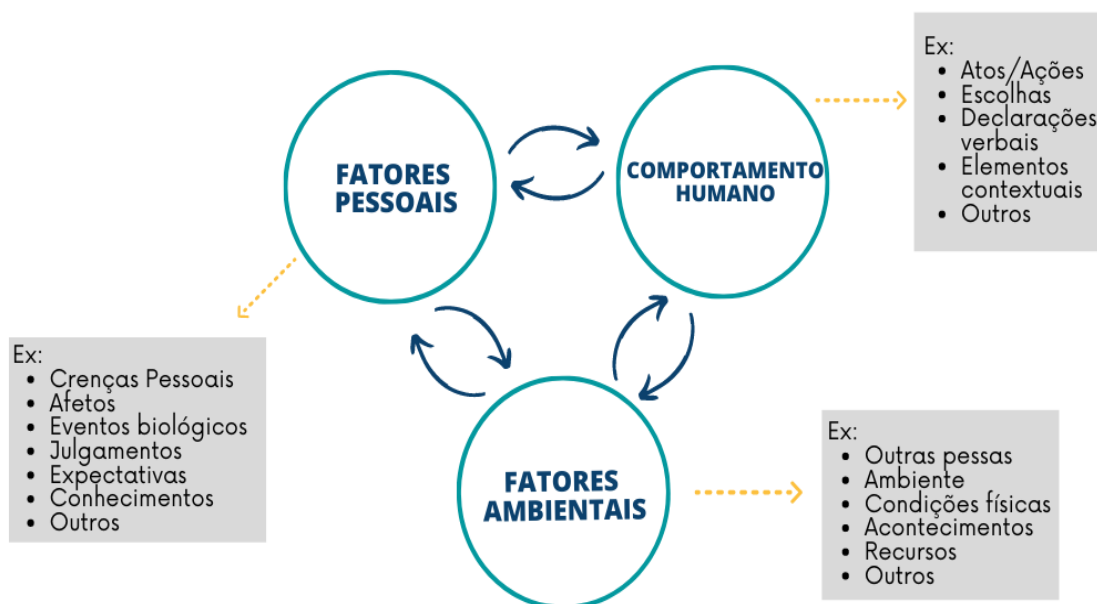 FATORES
PESSOAIS
COMPORTAMENTO
HUMANO
Ex:
• Atos/Ações
• Escolhas
• Declarações
verbais
• Elementos
contextuais
• Outros
Ex:
• Crenças Pessoais
• Afetos
• Eventos biológicos
• Julgamentos
• Expectativas
• Conhecimentos
• Outros
FATORES
AMBIENTAIS
Ex:
• Outras pessas
• Ambiente
• Condições físicas
• Acontecimentos
• Recursos
• Outros